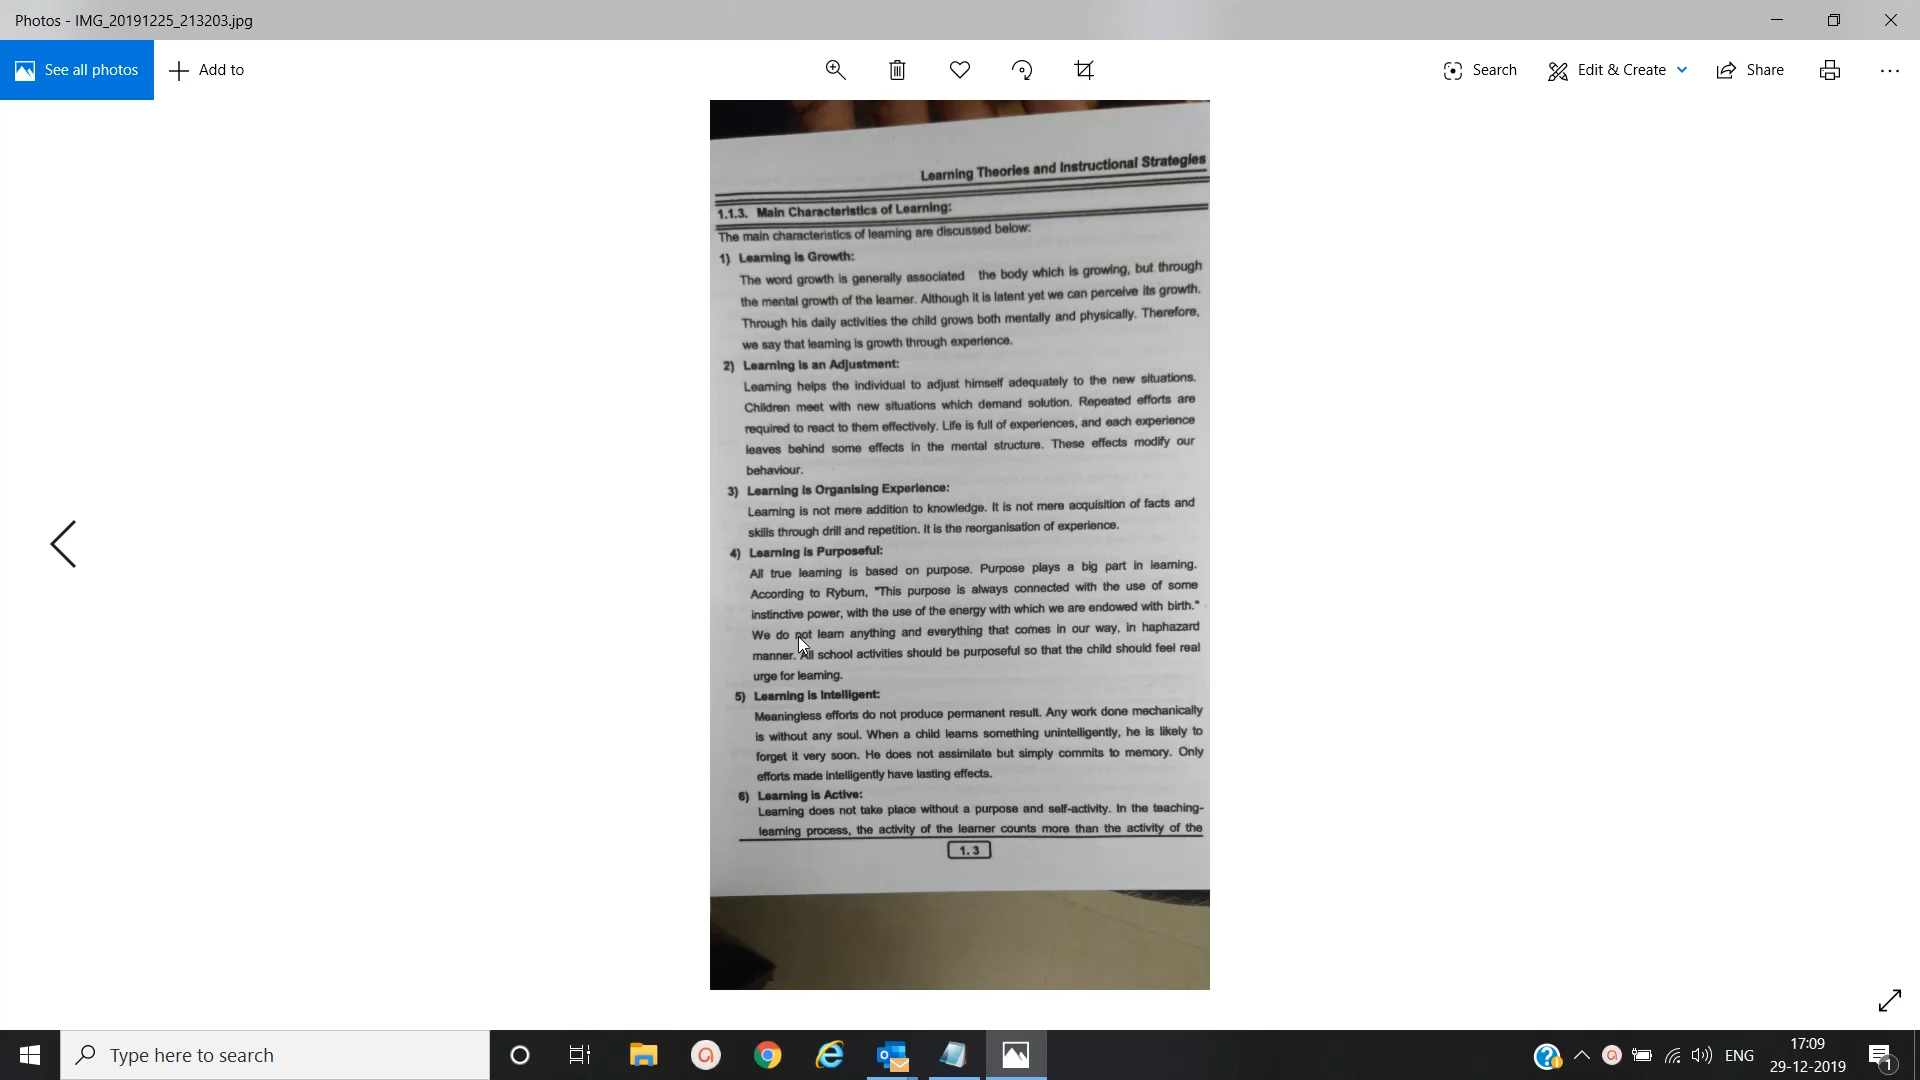 Photos - IMG_20191225_213203.jpg
See all photos
Add to
Search
Edit & Create
Share
Learning Theories and Instructional Strategies
1.1.3. Main Characteristics of Learning:
The main characteristics of learning are discussed below:
1) Learning is Growth:
The word growth is generally associated the body which is growing, but through
the mental growth of the learner. Although it is latent yet we can perceive its growth.
Through his daily activities the child grows both mentally and physically. Therefore,
we say that learning is growth through experience.
2) Learning is an Adjustment:
Learning helps the individual to adjust himself adequately to the new situations.
Children meet with new situations which demand solution. Repeated efforts are
required to react to them effectively. Life is full of experiences, and each experience
leaves behind some effects in the mental structure. These effects modify our
behaviour.
3) Learning is Organising Experience:
Learning is not mere addition to knowledge. It is not mere acquisition of facts and
skills through drill and repetition. It is the reorganisation of experience.
4) Learning is Purposeful:
All true learning is based on purpose. Purpose plays a big part in learning.
According to Ryburn, "This purpose is always connected with the use of some
instinctive power, with the use of the energy with which we are endowed with birth."
We do not learn anything and everything that comes in our way, in haphazard
manner. All school activities should be purposeful so that the child should feel real
urge for learning.
5) Learning is Intelligent:
Meaningless efforts do not produce permanent result. Any work done mechanically
is without any soul. When a child learns something unintelligently, he is likely to
forget it very soon. He does not assimilate but simply commits to memory. Only
efforts made intelligently have lasting effects.
6) Learning is Active:
Learning does not take place without a purpose and self-activity. In the teaching-
learning process, the activity of the learner counts more than the activity of the
1.3
Type here to search
ENG
17:09
29-12-2019
1